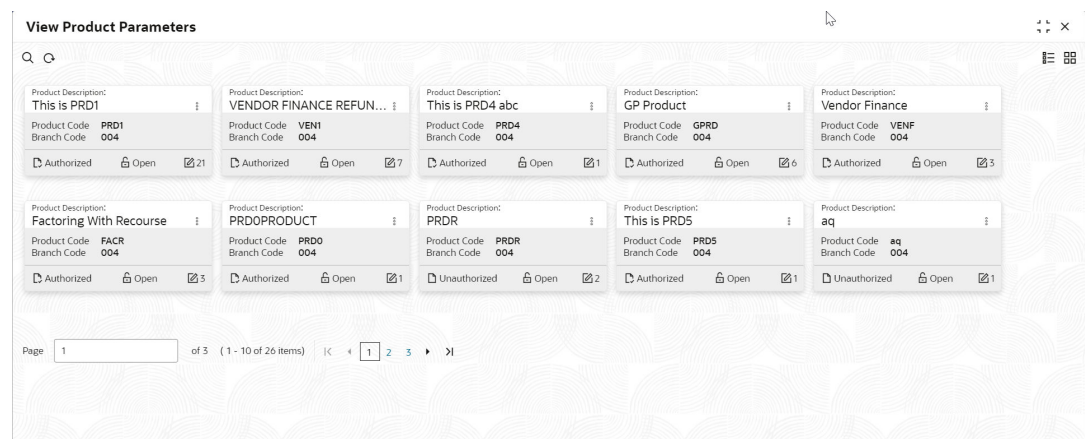 View Product Parameters
Product Description:
This is PRD1
Product Code PRD1
Branch Code 004
Authorized Open 21
Product Description:
VENDOR FINANCE REFUN...
Product Code VEN1
Branch Code 004
Authorized Open 7
Product Description:
This is PRD4 abc
Product Code PRD4
Branch Code 004
Authorized Open 1
Product Description:
GP Product
Product Code GPRD
Branch Code 004
Authorized Open 6
Product Description:
Vendor Finance
Product Code VENF
Branch Code 004
Authorized Open 3
Product Description:
Factoring With Recourse
Product Code FACR
Branch Code 004
Authorized Open 3
Product Description:
PRD0PRODUCT
Product Code PRD0
Branch Code 004
Authorized Open 1
Product Description:
PRDR
Product Code PRDR
Branch Code 004
Unauthorized Open 2
Product Description:
This is PRD5
Product Code PRD5
Branch Code 004
Authorized Open 1
Product Description:
aq
Product Code aq
Branch Code 004
Unauthorized Open 1
Page 1 of 3 ( 1 - 10 of 26 items) 1 2 3